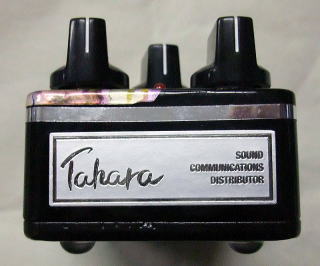 Takara
SOUND
COMMUNICATIONS
DISTRIBUTOR